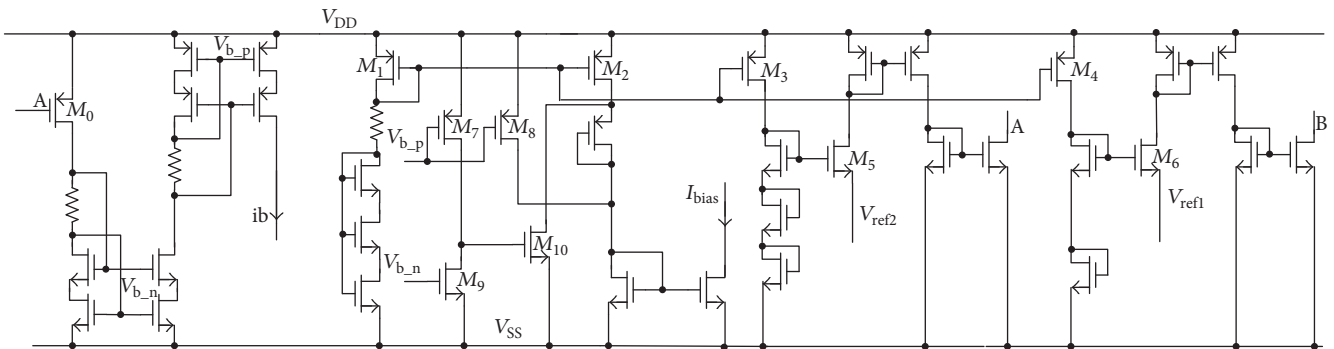 V_DD
V_b_p
A
M_0
V_b_n
ib
M_1
M_2
V_b_p
M_7
M_8
V_b_n
M_9
M_10
I_bias
V_SS
M_3
M_5
V_ref2
A
M_4
M_6
V_ref1
B